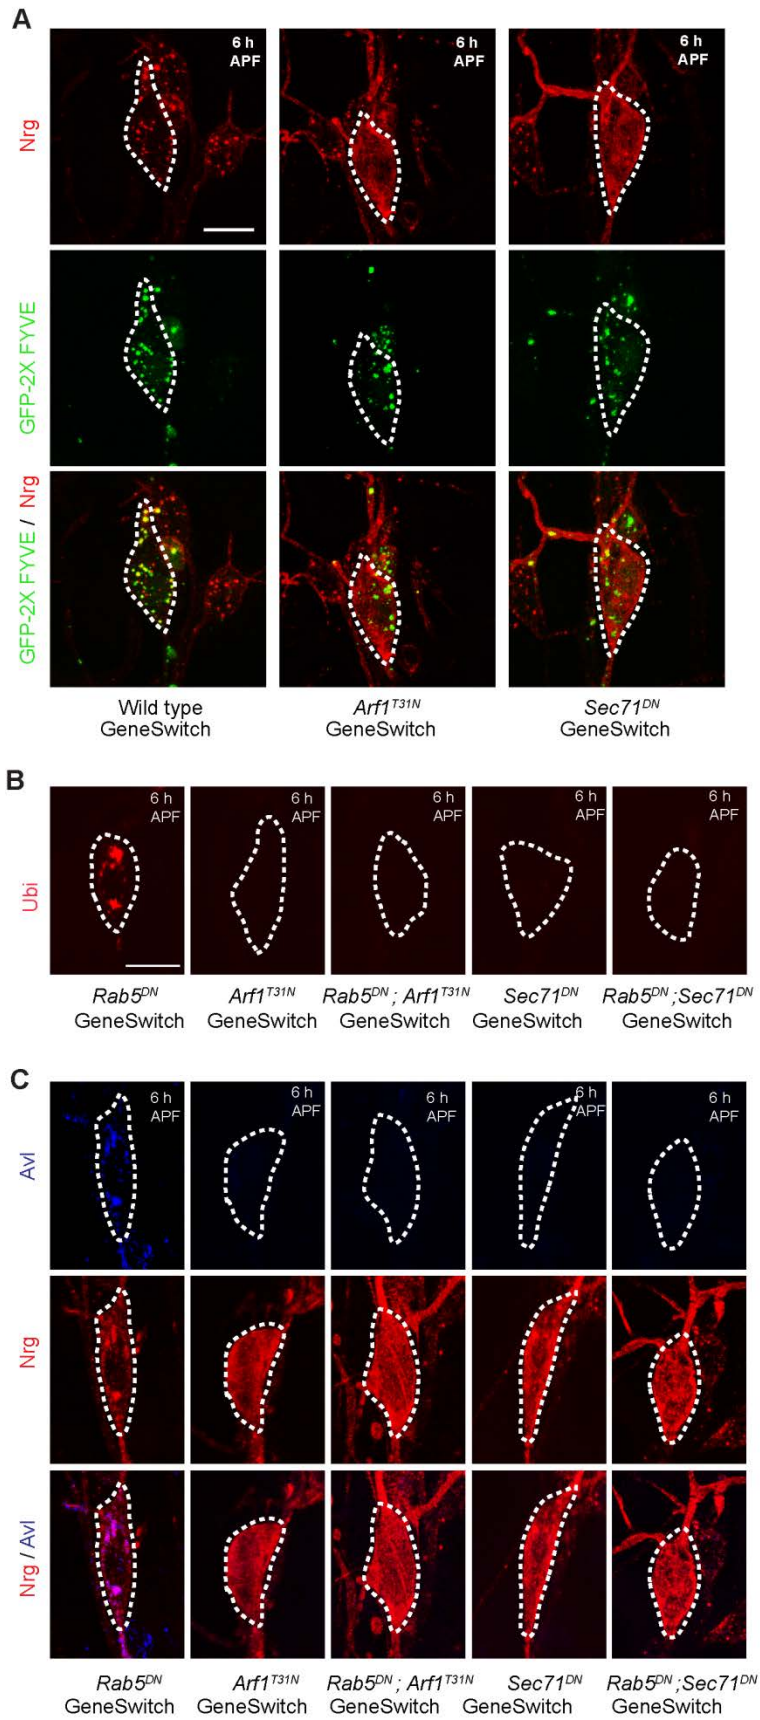 A
6 h
APF
6 h
APF
6 h
APF
Nrg
GFP-2X FYVE
GFP-2X FYVE / Nrg
Wild type
GeneSwitch
Arf1T31N
GeneSwitch
Sec71DN
GeneSwitch
B
6 h
APF
6 h
APF
6 h
APF
6 h
APF
6 h
APF
Ubi
Rab5DN
GeneSwitch
Arf1T31N
GeneSwitch
Rab5DN ; Arf1T31N
GeneSwitch
Sec71DN
GeneSwitch
Rab5DN ;Sec71DN
GeneSwitch
C
6 h
APF
6 h
APF
6 h
APF
6 h
APF
6 h
APF
Avl
Nrg
Nrg / Avl
Rab5DN
GeneSwitch
Arf1T31N
GeneSwitch
Rab5DN ; Arf1T31N
GeneSwitch
Sec71DN
GeneSwitch
Rab5DN ;Sec71DN
GeneSwitch